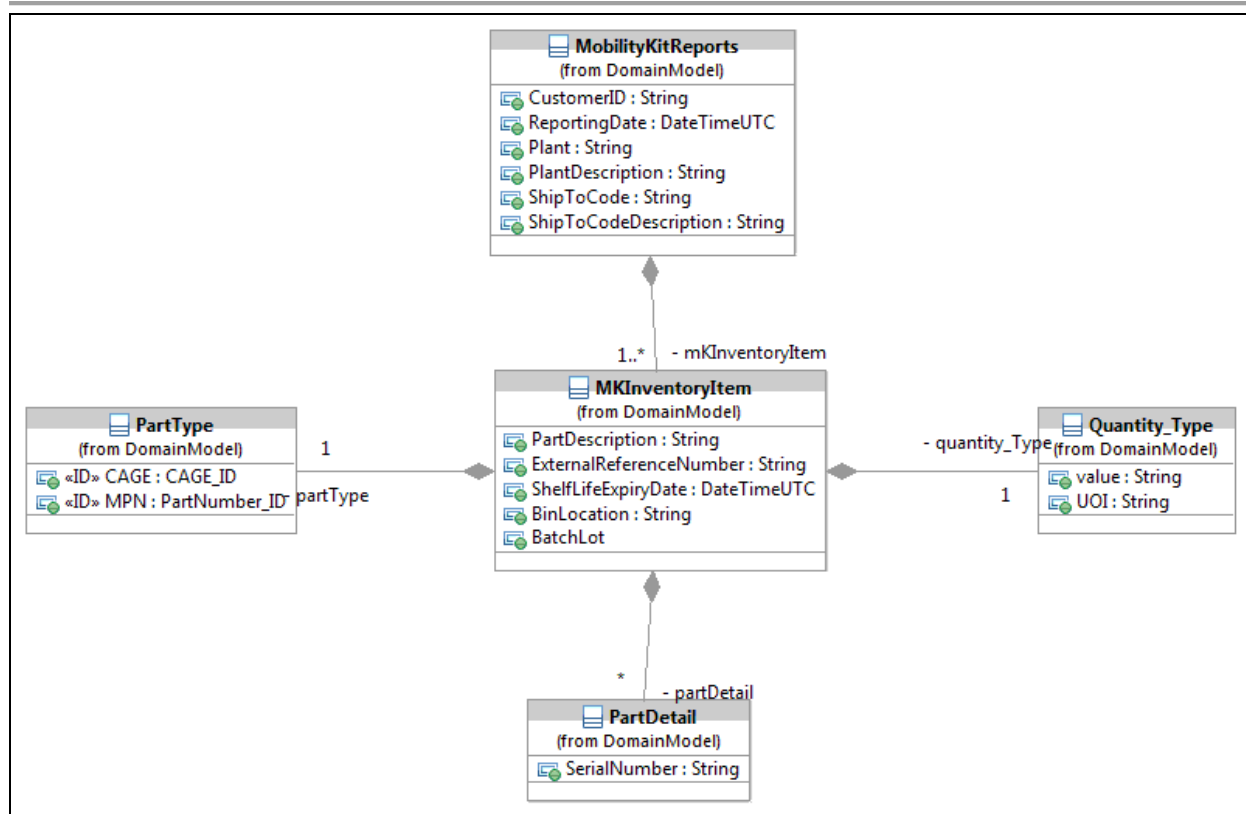 MobilityKitReports
(from DomainModel)
CustomerID : String
ReportingDate : DateTimeUTC
Plant : String
PlantDescription : String
ShipToCode : String
ShipToCodeDescription : String
1..*
- mKInventoryItem
MKInventoryItem
(from DomainModel)
PartDescription : String
ExternalReferenceNumber : String
ShelfLifeExpiryDate : DateTimeUTC
BinLocation : String
BatchLot
PartType
(from DomainModel)
«ID» CAGE : CAGE_ID
«ID» MPN : PartNumber_ID
1
- partType
- quantity_Type
1
Quantity_Type
(from DomainModel)
value : String
UOI : String
*
- partDetail
PartDetail
(from DomainModel)
SerialNumber : String